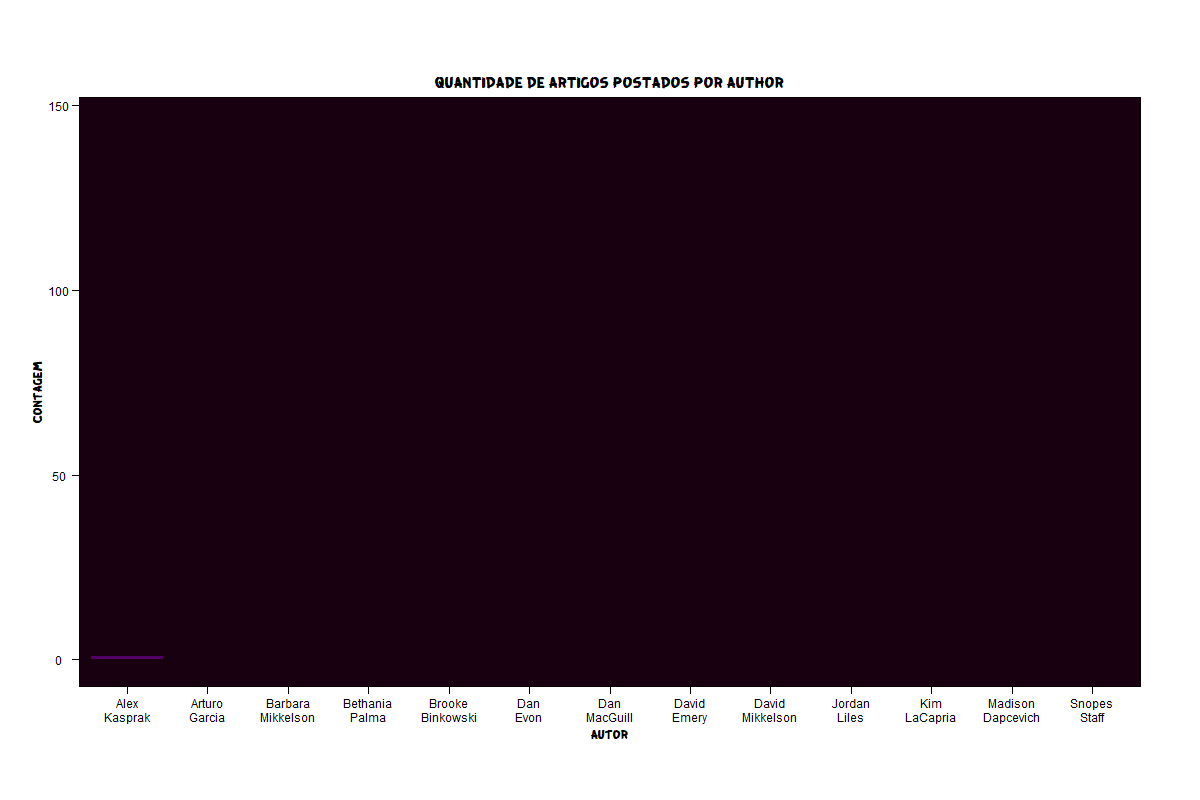 QUANTIDADE DE ARTIGOS POSTADOS POR AUTHOR
150
100
50
0
CONTAGEM
Alex
Kasprak
Arturo
Garcia
Barbara
Mikkelson
Bethania
Palma
Brooke
Binkowski
Dan
Evon
Dan
MacGuill
David
Emery
David
Mikkelson
Jordan
Liles
Kim
LaCapria
Madison
Dapcevich
Snopes
Staff
AUTOR